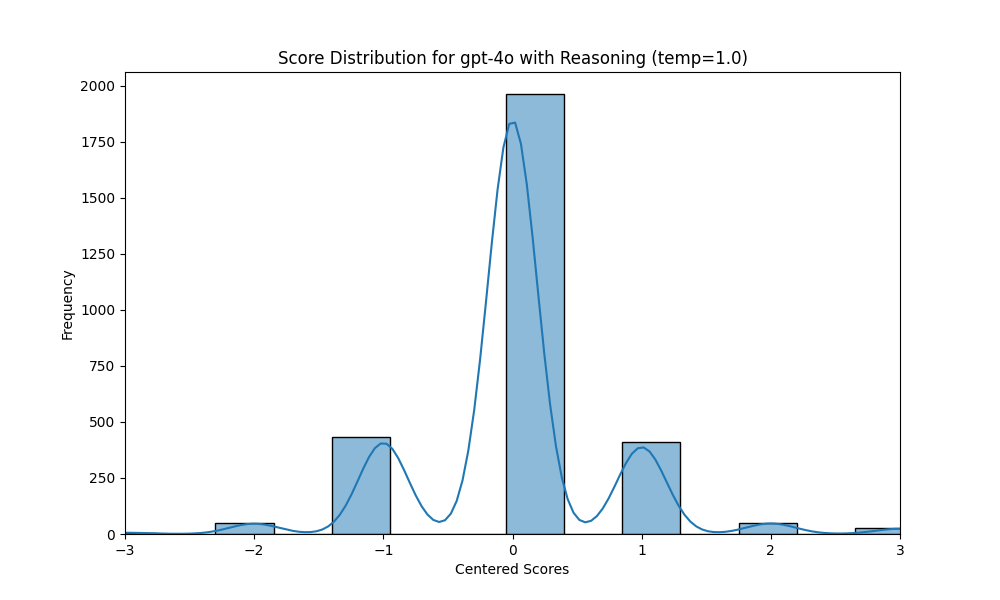 Score Distribution for gpt-4o with Reasoning (temp=1.0)
2000
1750
1500
1250
1000
750
500
250
0
Frequency
−3 −2 −1 0 1 2 3
Centered Scores